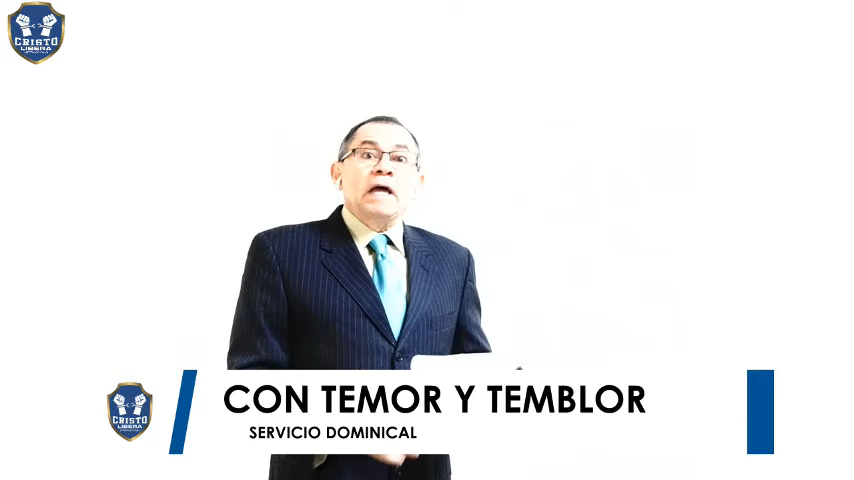 CRISTO
LIBERA
CON TEMOR Y TEMBLOR
SERVICIO DOMINICAL
CRISTO
LIBERA